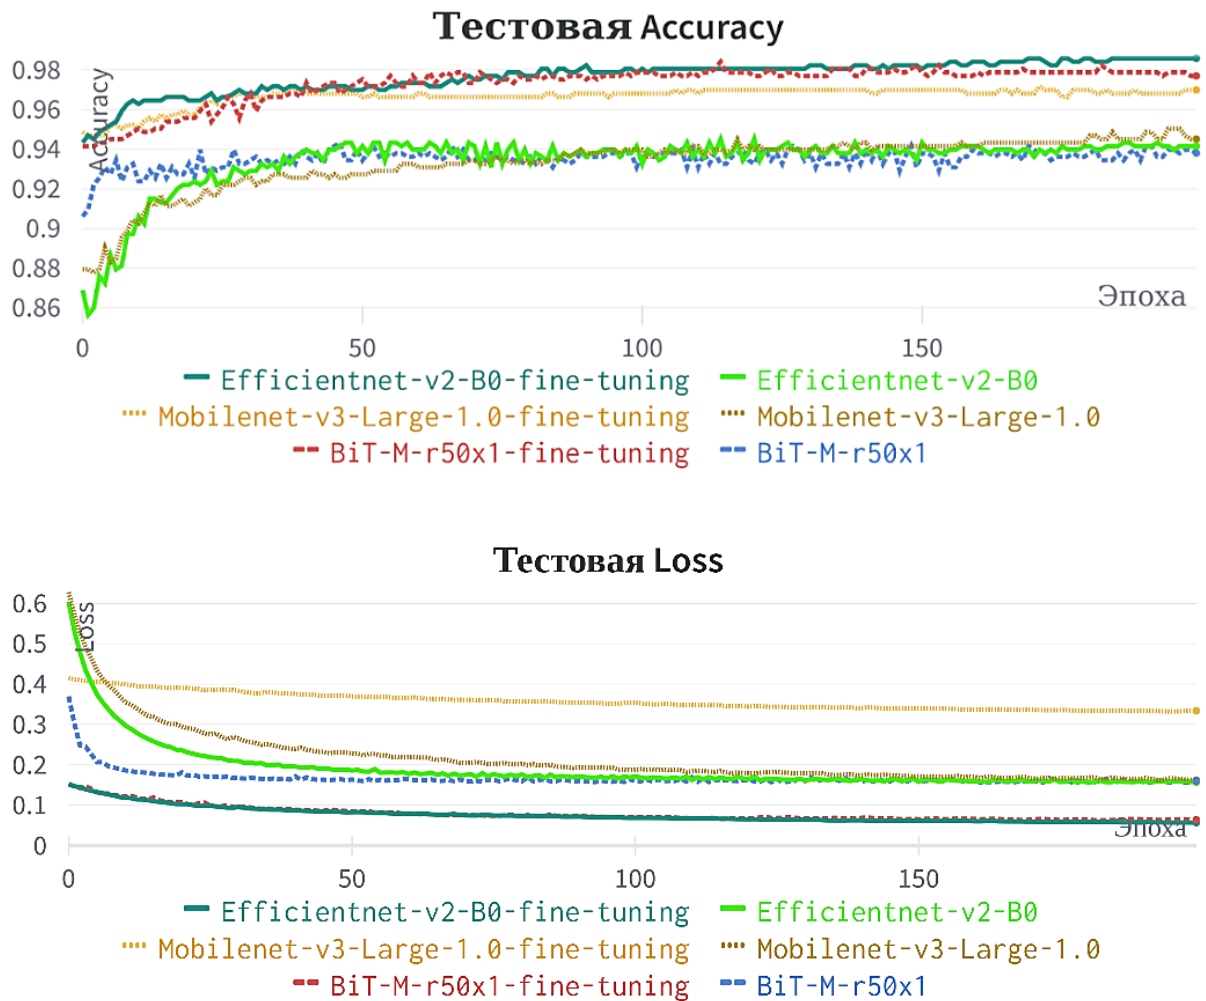 Тестовая Accuracy
0.98
0.96
0.94
0.92
0.9
0.88
0.86
Accuracy
Эпоха
0 50 100 150
Efficientnet-v2-B0-fine-tuning Efficientnet-v2-B0
Mobilenet-v3-Large-1.0-fine-tuning Mobilenet-v3-Large-1.0
BiT-M-r50x1-fine-tuning BiT-M-r50x1
Тестовая Loss
0.6
0.5
0.4
0.3
0.2
0.1
0
Loss
Эпоха
0 50 100 150
Efficientnet-v2-B0-fine-tuning Efficientnet-v2-B0
Mobilenet-v3-Large-1.0-fine-tuning Mobilenet-v3-Large-1.0
BiT-M-r50x1-fine-tuning BiT-M-r50x1